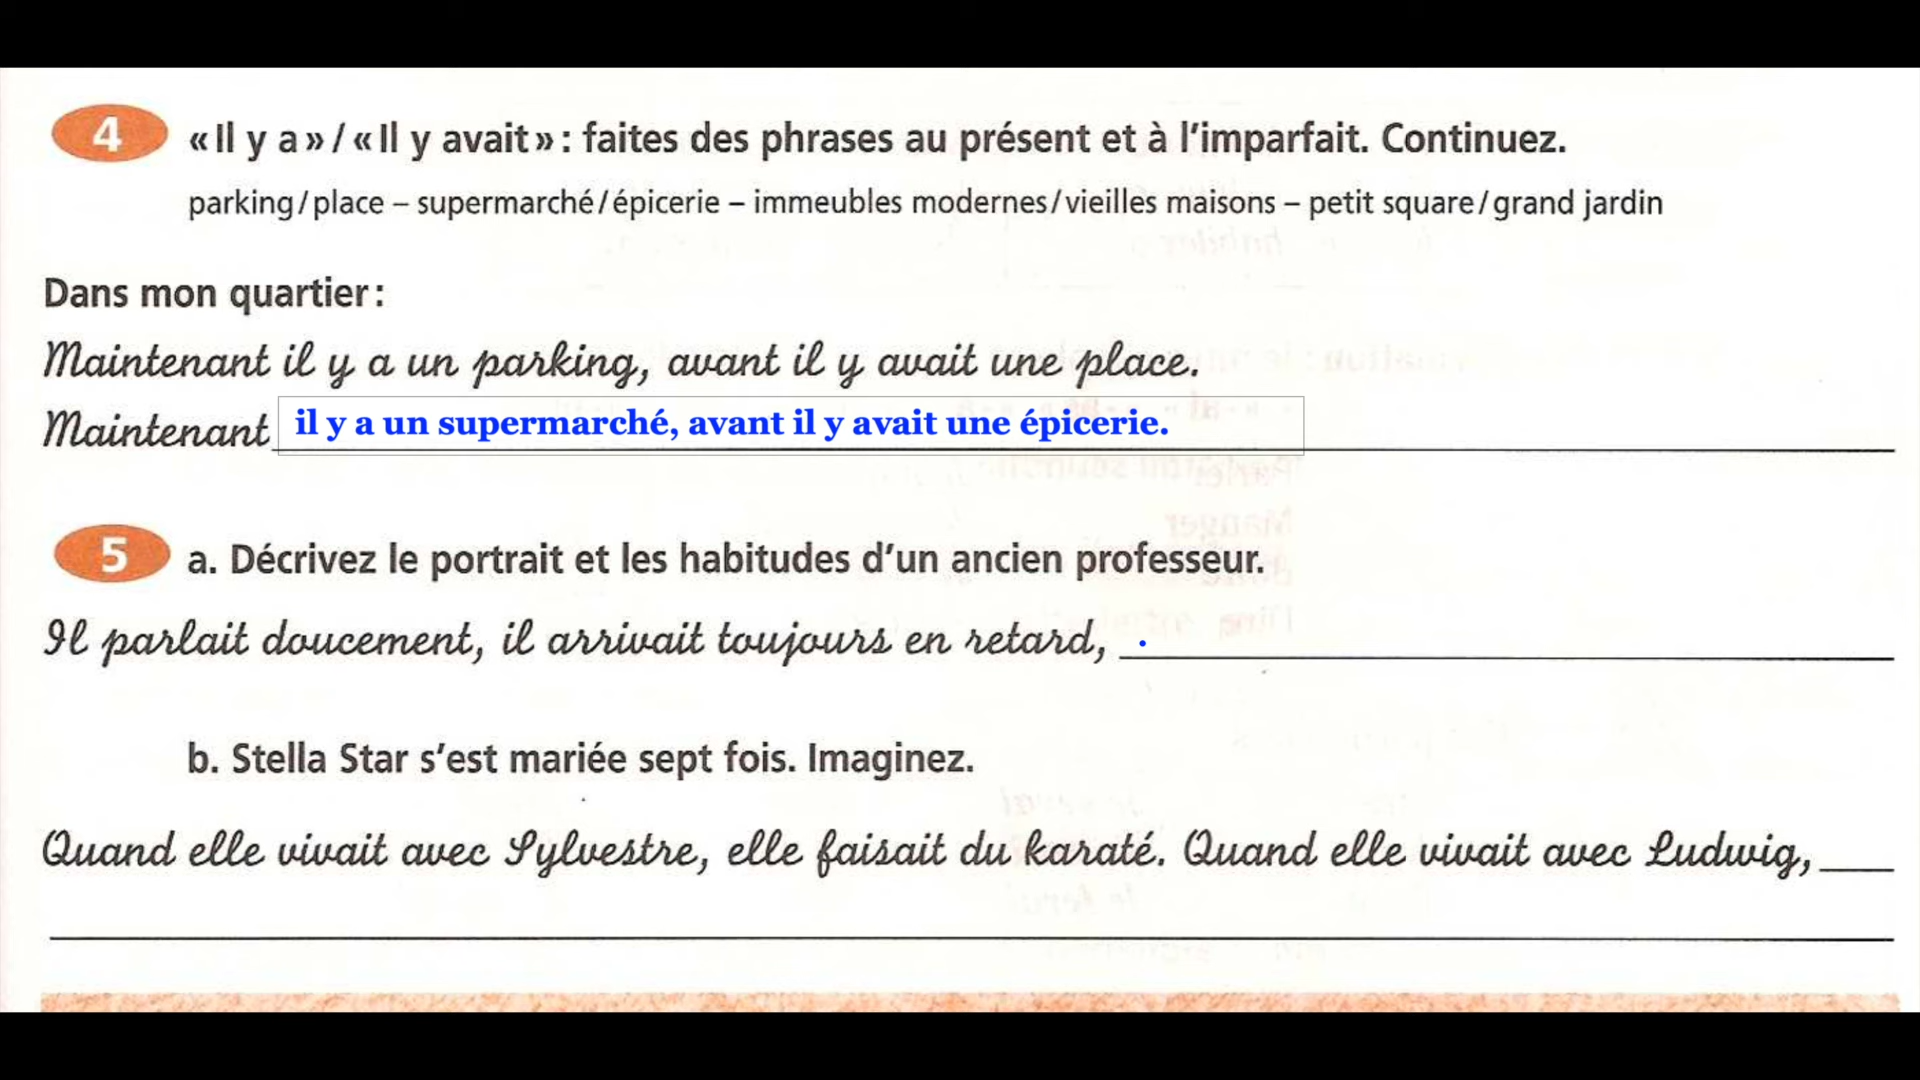 4 «Il y a» / «Il y avait» : faites des phrases au présent et à l'imparfait. Continuez.
parking/place – supermarché/épicerie – immeubles modernes/vieilles maisons – petit square/grand jardin
Dans mon quartier :
Maintenant il y a un parking, avant il y avait une place.
Maintenant il y a un supermarché, avant il y avait une épicerie.
5 a. Décrivez le portrait et les habitudes d'un ancien professeur.
Il parlait doucement, il arrivait toujours en retard,
b. Stella Star s'est mariée sept fois. Imaginez.
Quand elle vivait avec Sylvestre, elle faisait du karaté. Quand elle vivait avec Ludwig,